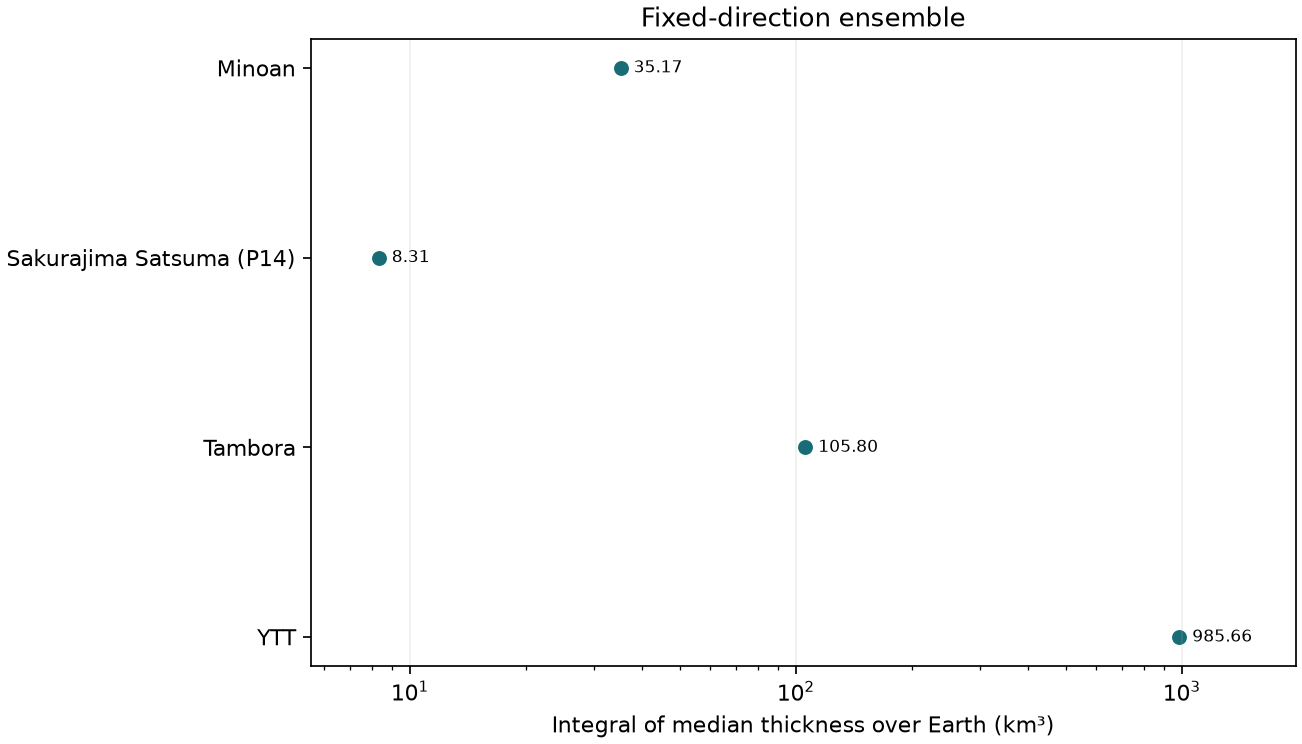 Fixed-direction ensemble
Minoan
35.17
Sakurajima Satsuma (P14)
8.31
Tambora
105.80
YTT
985.66
10¹
10²
10³
Integral of median thickness over Earth (km³)